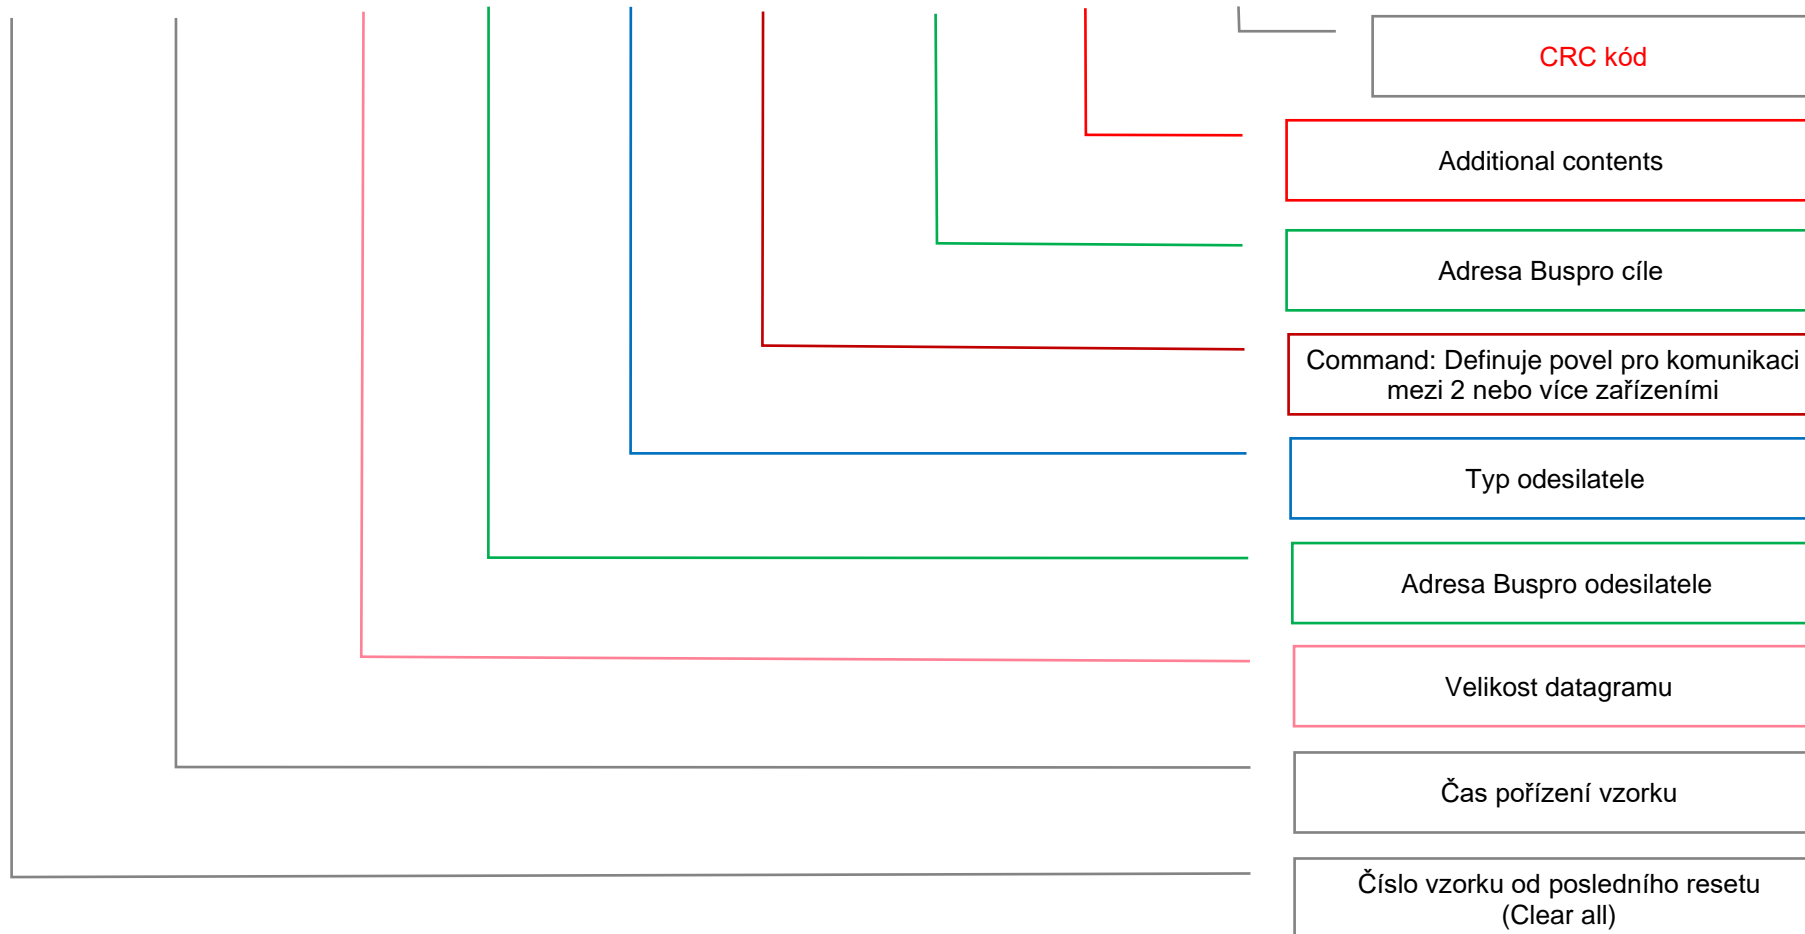 CRC kód
Additional contents
Adresa Buspro cíle
Command: Definuje povel pro komunikaci
mezi 2 nebo více zařízeními
Typ odesilatele
Adresa Buspro odesilatele
Velikost datagramu
Čas pořízení vzorku
Číslo vzorku od posledního resetu
(Clear all)